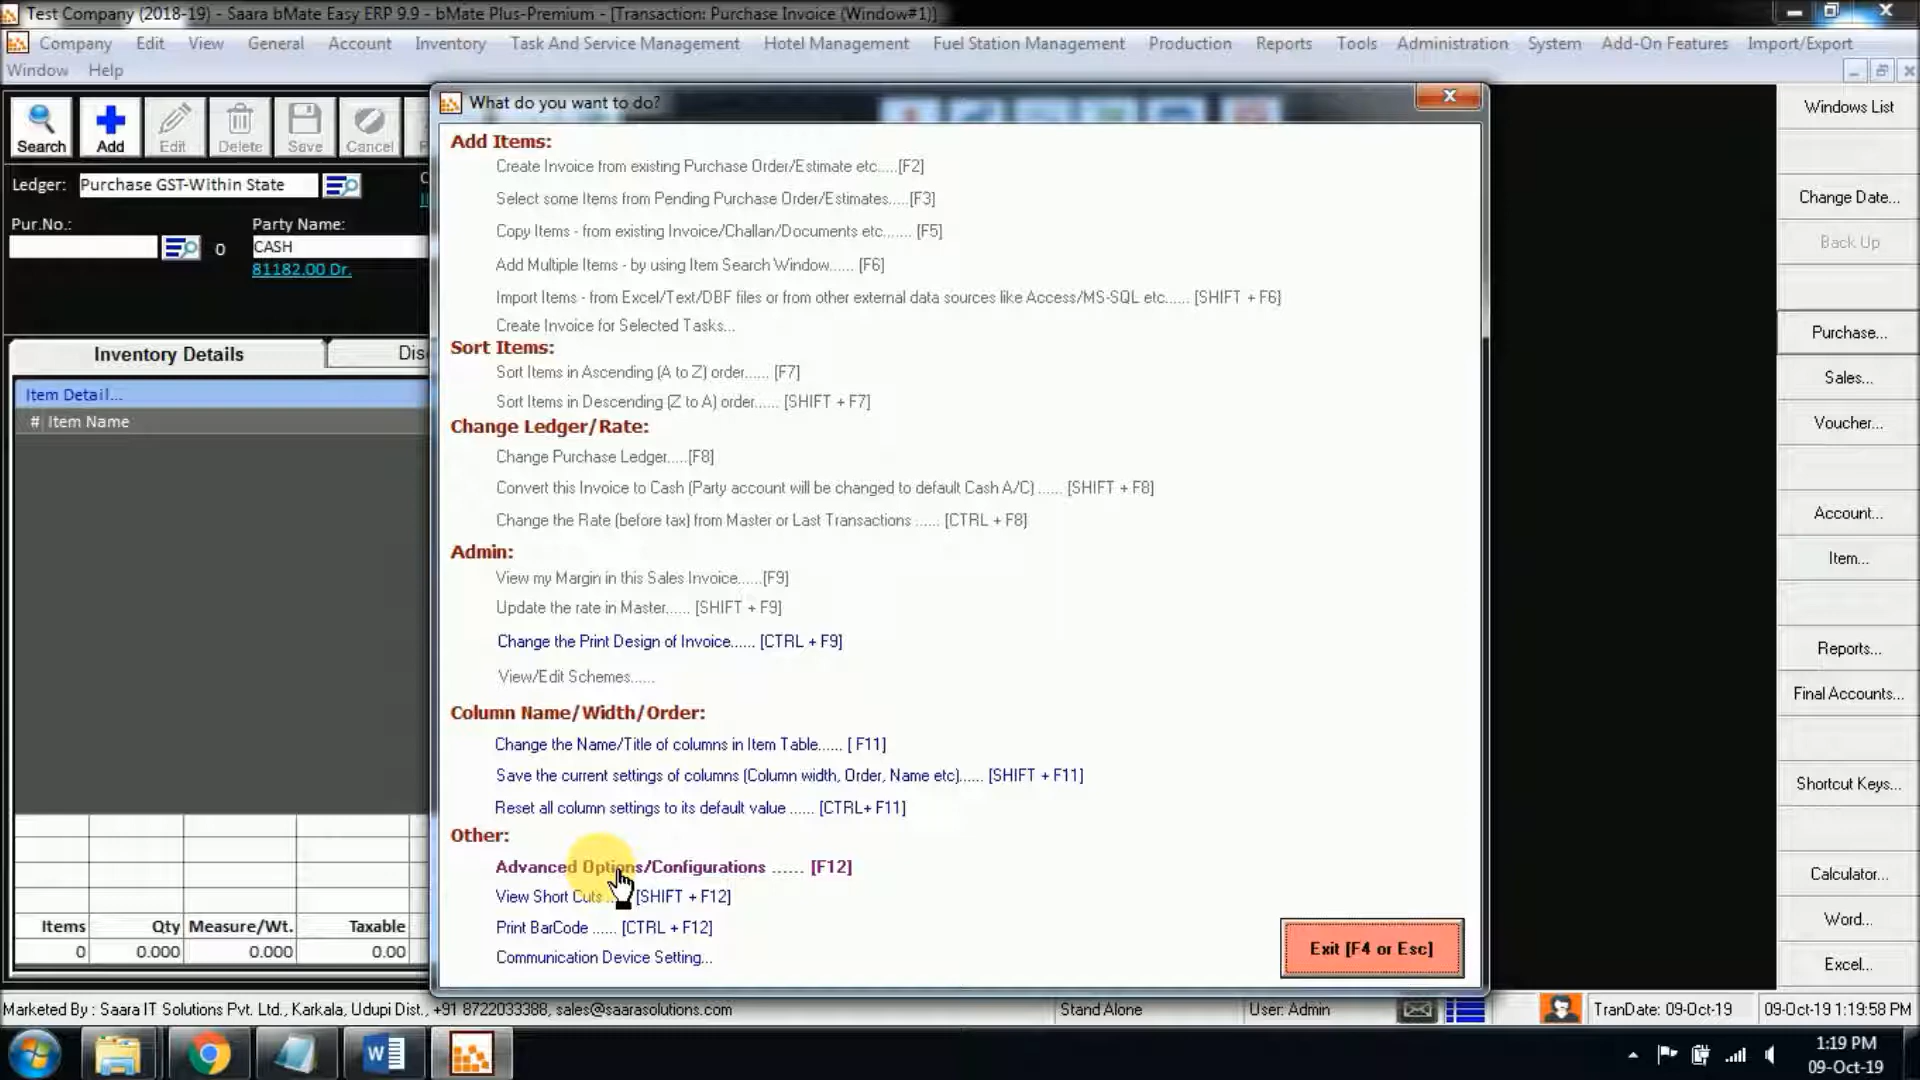 Test Company (2018-19) - Saara bMate Easy ERP 9.9 - bMate Plus-Premium - [Transaction: Purchase Invoice (Window#1)]
Company Edit View General Account Inventory Task And Service Management Hotel Management Fuel Station Management Production Reports Tools Administration System Add-On Features Import/Export
Window Help
What do you want to do?
Search Add Edit Delete Save Cancel
Ledger: Purchase GST-Within State
Pur.No.: Party Name:
0 CASH
81182.00 Dr.
Inventory Details
Item Detail...
# Item Name
Items Qty Measure/Wt. Taxable
0 0.000 0.000 0.00
Add Items:
Create Invoice from existing Purchase Order/Estimate etc.....[F2]
Select some Items from Pending Purchase Order/Estimates.....[F3]
Copy Items - from existing Invoice/Challan/Documents etc....... [F5]
Add Multiple Items - by using Item Search Window...... [F6]
Import Items - from Excel/Text/DBF files or from other external data sources like Access/MS-SQL etc...... [SHIFT + F6]
Create Invoice for Selected Tasks...
Sort Items:
Sort Items in Ascending (A to Z) order...... [F7]
Sort Items in Descending (Z to A) order...... [SHIFT + F7]
Change Ledger/Rate:
Change Purchase Ledger.....[F8]
Convert this Invoice to Cash (Party account will be changed to default Cash A/C) ...... [SHIFT + F8]
Change the Rate (before tax) from Master or Last Transactions ...... [CTRL + F8]
Admin:
View my Margin in this Sales Invoice......[F9]
Update the rate in Master...... [SHIFT + F9]
Change the Print Design of Invoice...... [CTRL + F9]
View/Edit Schemes......
Column Name/Width/Order:
Change the Name/Title of columns in Item Table...... [ F11]
Save the current settings of columns (Column width, Order, Name etc)...... [SHIFT + F11]
Reset all column settings to its default value ...... [CTRL+ F11]
Other:
Advanced Options/Configurations ...... [F12]
View Short Cuts [SHIFT + F12]
Print BarCode ...... [CTRL + F12]
Communication Device Setting...
Exit [F4 or Esc]
Windows List
Change Date...
Back Up
Purchase...
Sales...
Voucher...
Account...
Item...
Reports...
Final Accounts...
Shortcut Keys...
Calculator...
Word...
Excel...
Marketed By : Saara IT Solutions Pvt. Ltd., Karkala, Udupi Dist., +91 8722033388, sales@saarasolutions.com Stand Alone User: Admin TranDate: 09-Oct-19 09-Oct-19 1:19:58 PM
1:19 PM
09-Oct-19